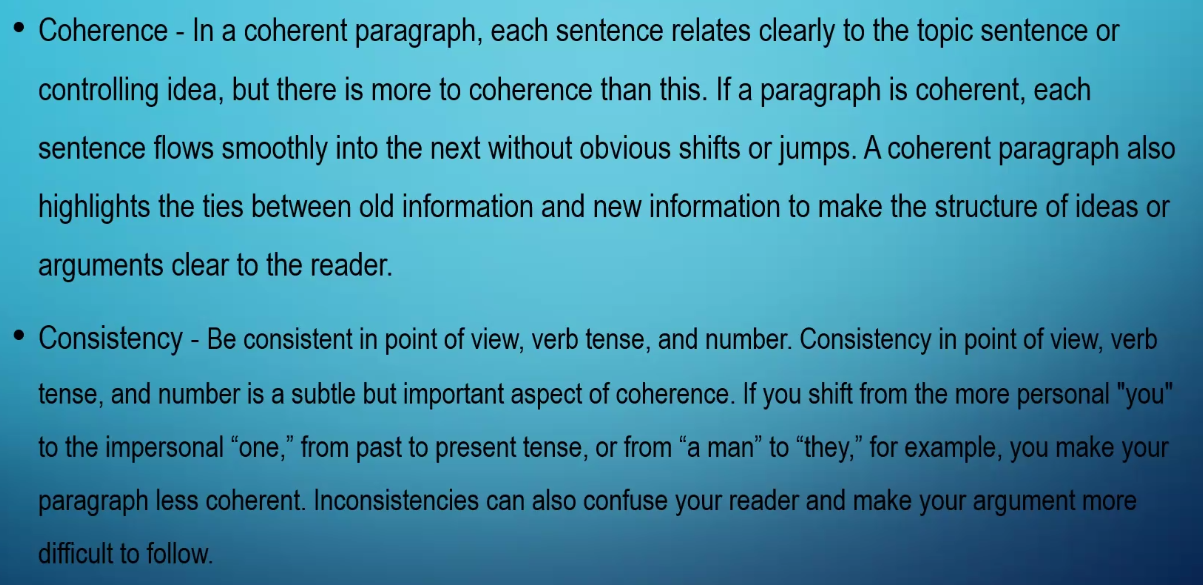 • Coherence - In a coherent paragraph, each sentence relates clearly to the topic sentence or
controlling idea, but there is more to coherence than this. If a paragraph is coherent, each
sentence flows smoothly into the next without obvious shifts or jumps. A coherent paragraph also
highlights the ties between old information and new information to make the structure of ideas or
arguments clear to the reader.
• Consistency - Be consistent in point of view, verb tense, and number. Consistency in point of view, verb
tense, and number is a subtle but important aspect of coherence. If you shift from the more personal "you"
to the impersonal “one,” from past to present tense, or from “a man” to “they,” for example, you make your
paragraph less coherent. Inconsistencies can also confuse your reader and make your argument more
difficult to follow.